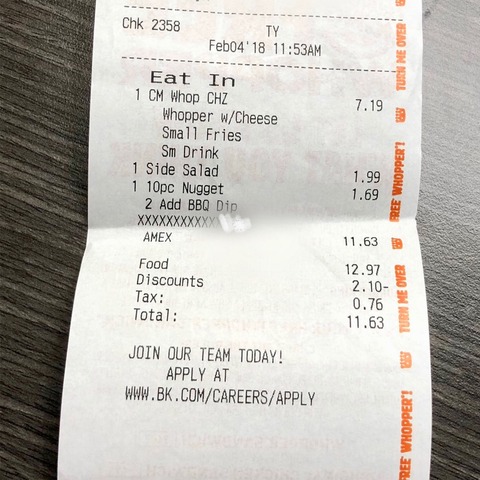 Chk 2358 TY
Feb04'18 11:53AM
Eat In
1 CM Whop CHZ 7.19
Whopper w/Cheese
Small Fries
Sm Drink
1 Side Salad 1.99
1 10pc Nugget 1.69
2 Add BBQ Dip
XXXXXXXXXXX
AMEX 11.63
Food 12.97
Discounts 2.10-
Tax: 0.76
Total: 11.63
JOIN OUR TEAM TODAY!
APPLY AT
WWW.BK.COM/CAREERS/APPLY
TURN ME OVER
FREE WHOPPER!
TURN ME OVER
FREE WHOPPER!